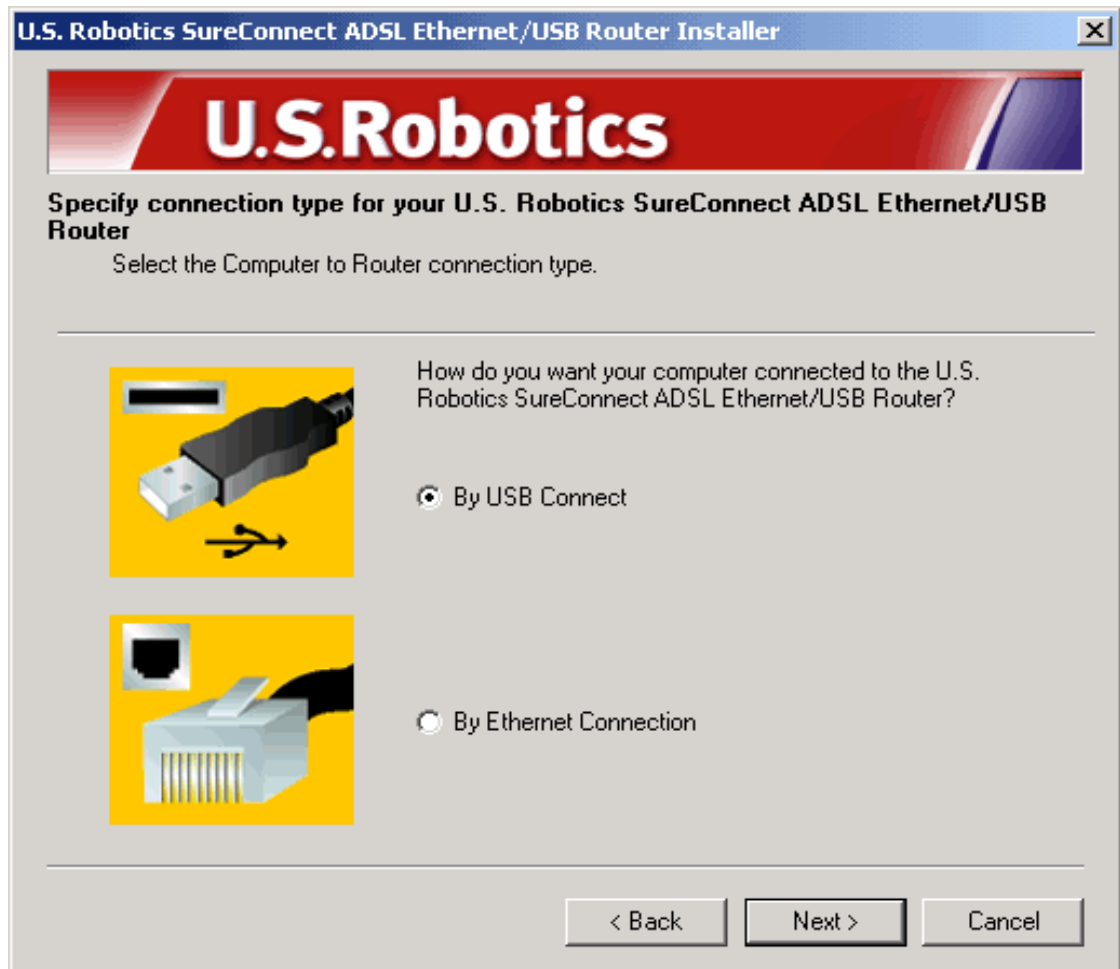 U.S. Robotics SureConnect ADSL Ethernet/USB Router Installer
U.S.Robotics
Specify connection type for your U.S. Robotics SureConnect ADSL Ethernet/USB
Router
Select the Computer to Router connection type.
How do you want your computer connected to the U.S.
Robotics SureConnect ADSL Ethernet/USB Router?
By USB Connect
By Ethernet Connection
< Back
Next >
Cancel